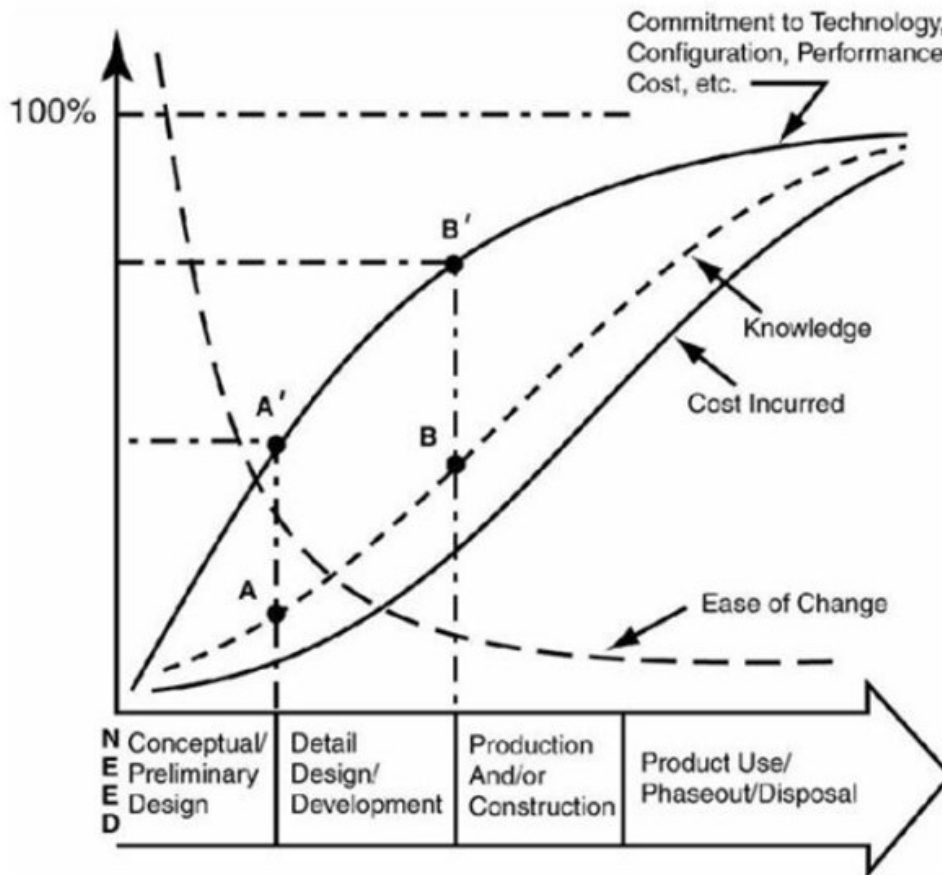 Commitment to Technology,
Configuration, Performance
Cost, etc.
100%
B'
A'
Knowledge
B
Cost Incurred
A
Ease of Change
NEED
Conceptual/
Preliminary
Design
Detail
Design/
Development
Production
And/or
Construction
Product Use/
Phaseout/Disposal